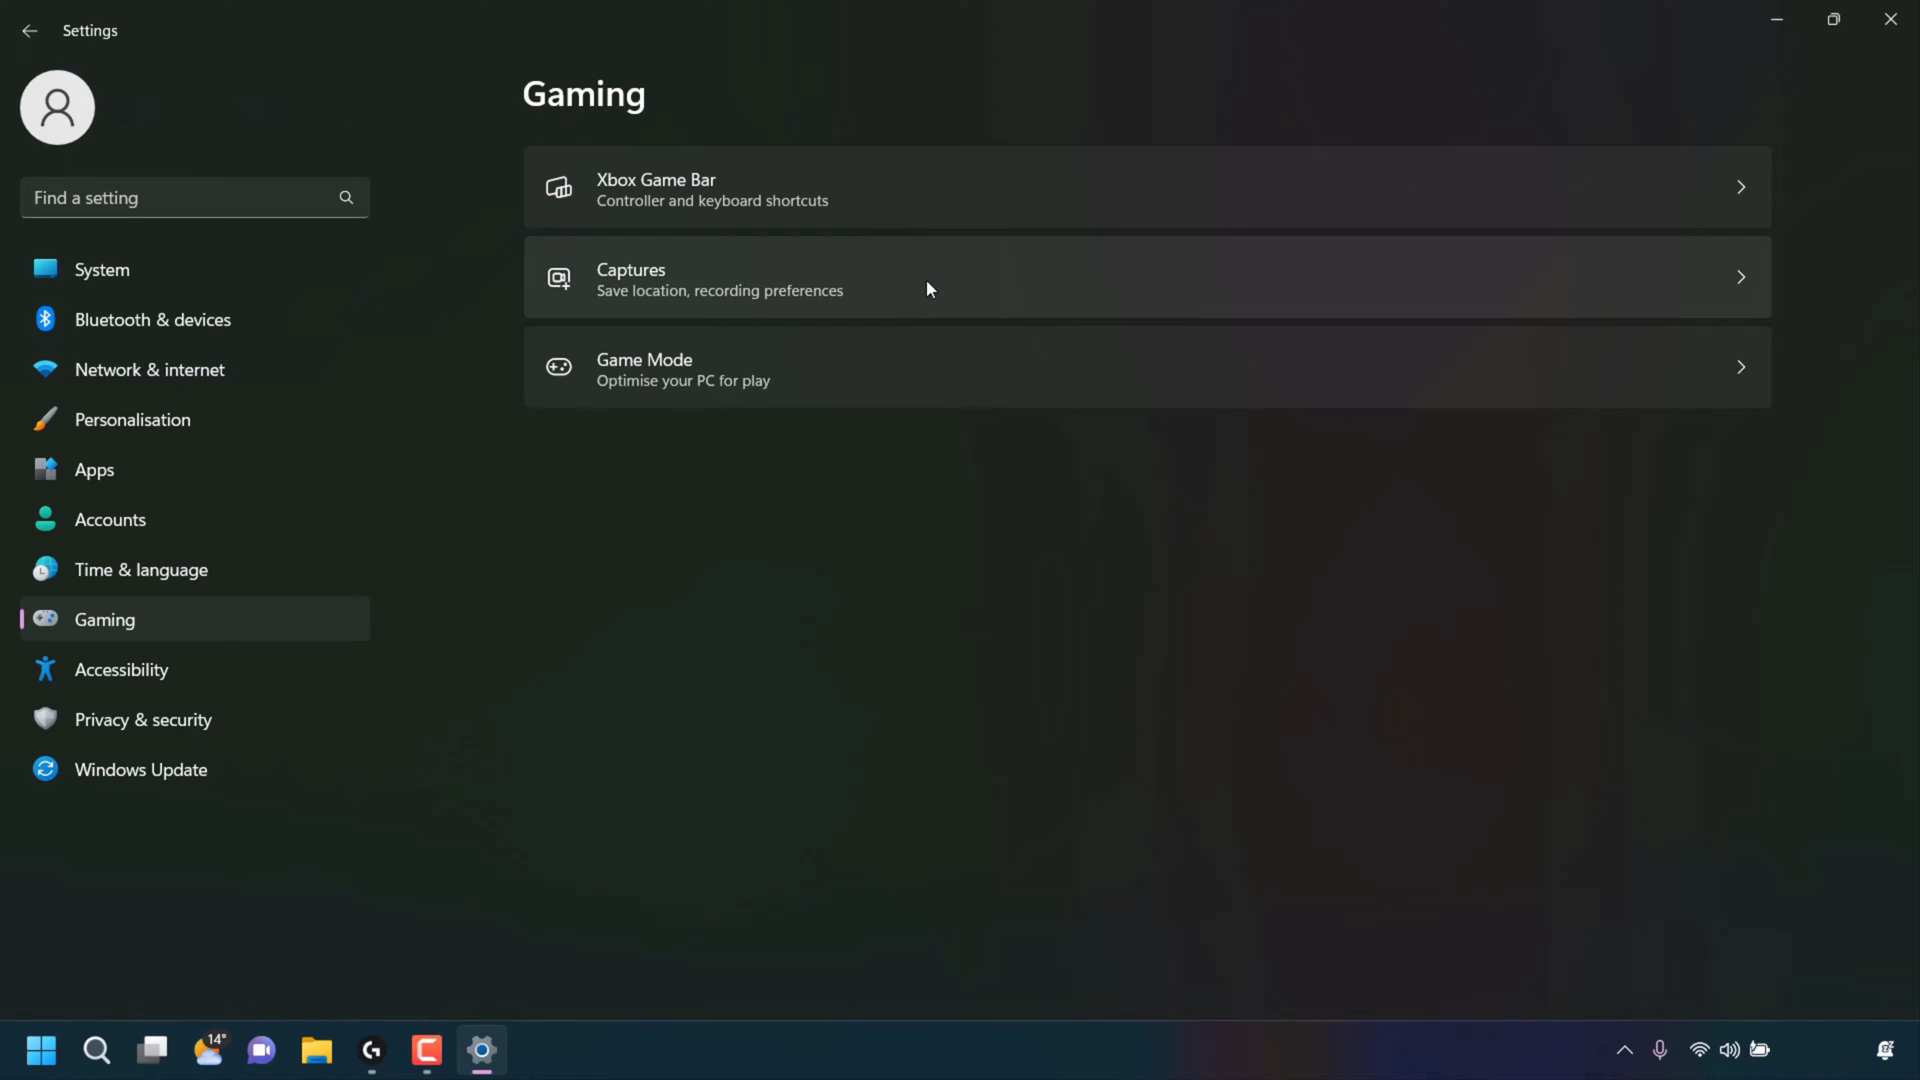 Settings
Find a setting
System
Bluetooth & devices
Network & internet
Personalisation
Apps
Accounts
Time & language
Gaming
Accessibility
Privacy & security
Windows Update
Gaming
Xbox Game Bar
Controller and keyboard shortcuts
Captures
Save location, recording preferences
Game Mode
Optimise your PC for play
14°